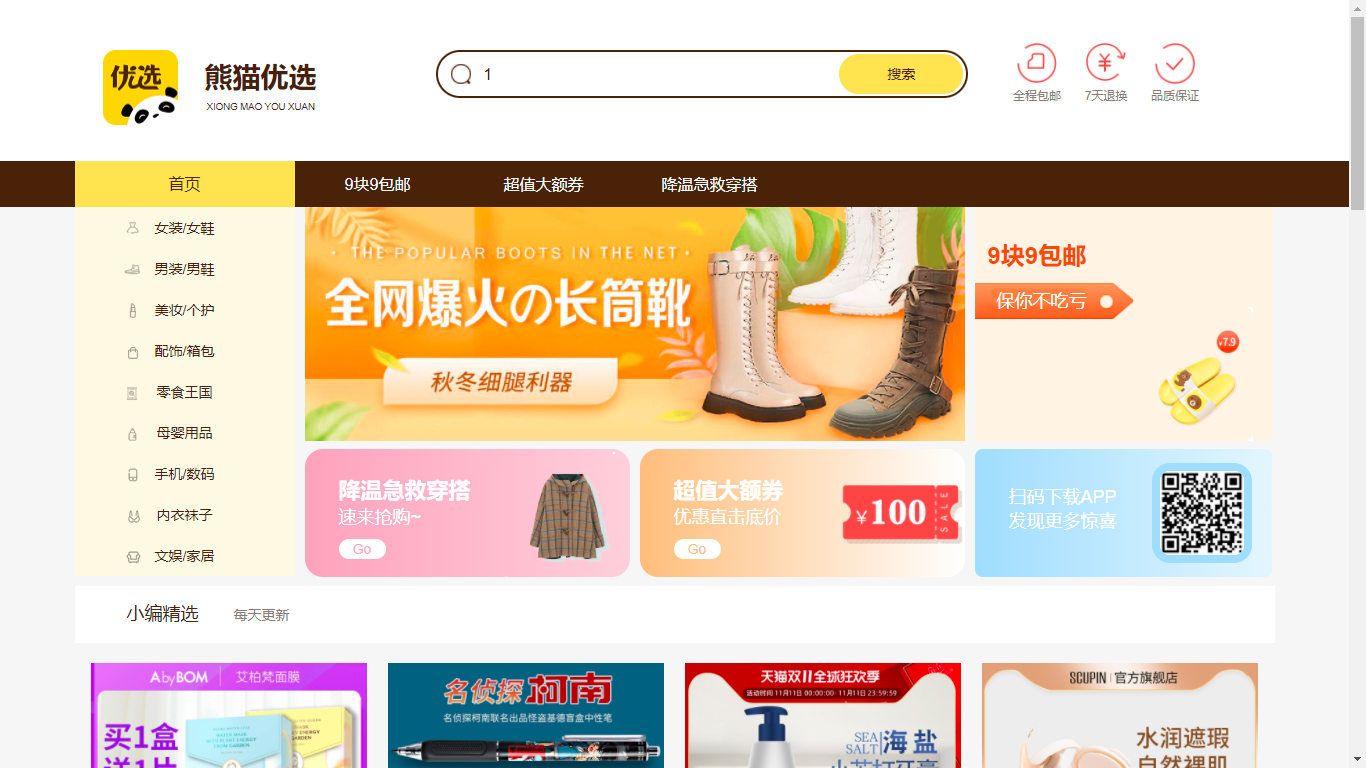 优选
熊猫优选
XIONG MAO YOU XUAN
1
搜索
全程包邮
7天退换
品质保证
首页
9块9包邮
超值大额券
降温急救穿搭
女装/女鞋
男装/男鞋
美妆/个护
配饰/箱包
零食王国
母婴用品
手机/数码
内衣袜子
文娱/家居
THE POPULAR BOOTS IN THE NET
全网爆火の长筒靴
秋冬细腿利器
9块9包邮
保你不吃亏
¥7.9
降温急救穿搭
速来抢购~
Go
超值大额券
优惠直击底价
Go
¥100
SALE
扫码下载APP
发现更多惊喜
小编精选
每天更新
AbyBOM
艾柏梵面膜
买1盒
送1片
名侦探柯南
名侦探柯南联名出品怪盗基德盲盒中性笔
天猫双11全球狂欢季
活动时间 11月11日 00:00:00- 11月11日 23:59:59
SEA
SALT
海盐
SCUPIN
官方旗舰店
水润遮瑕
自然裸肌